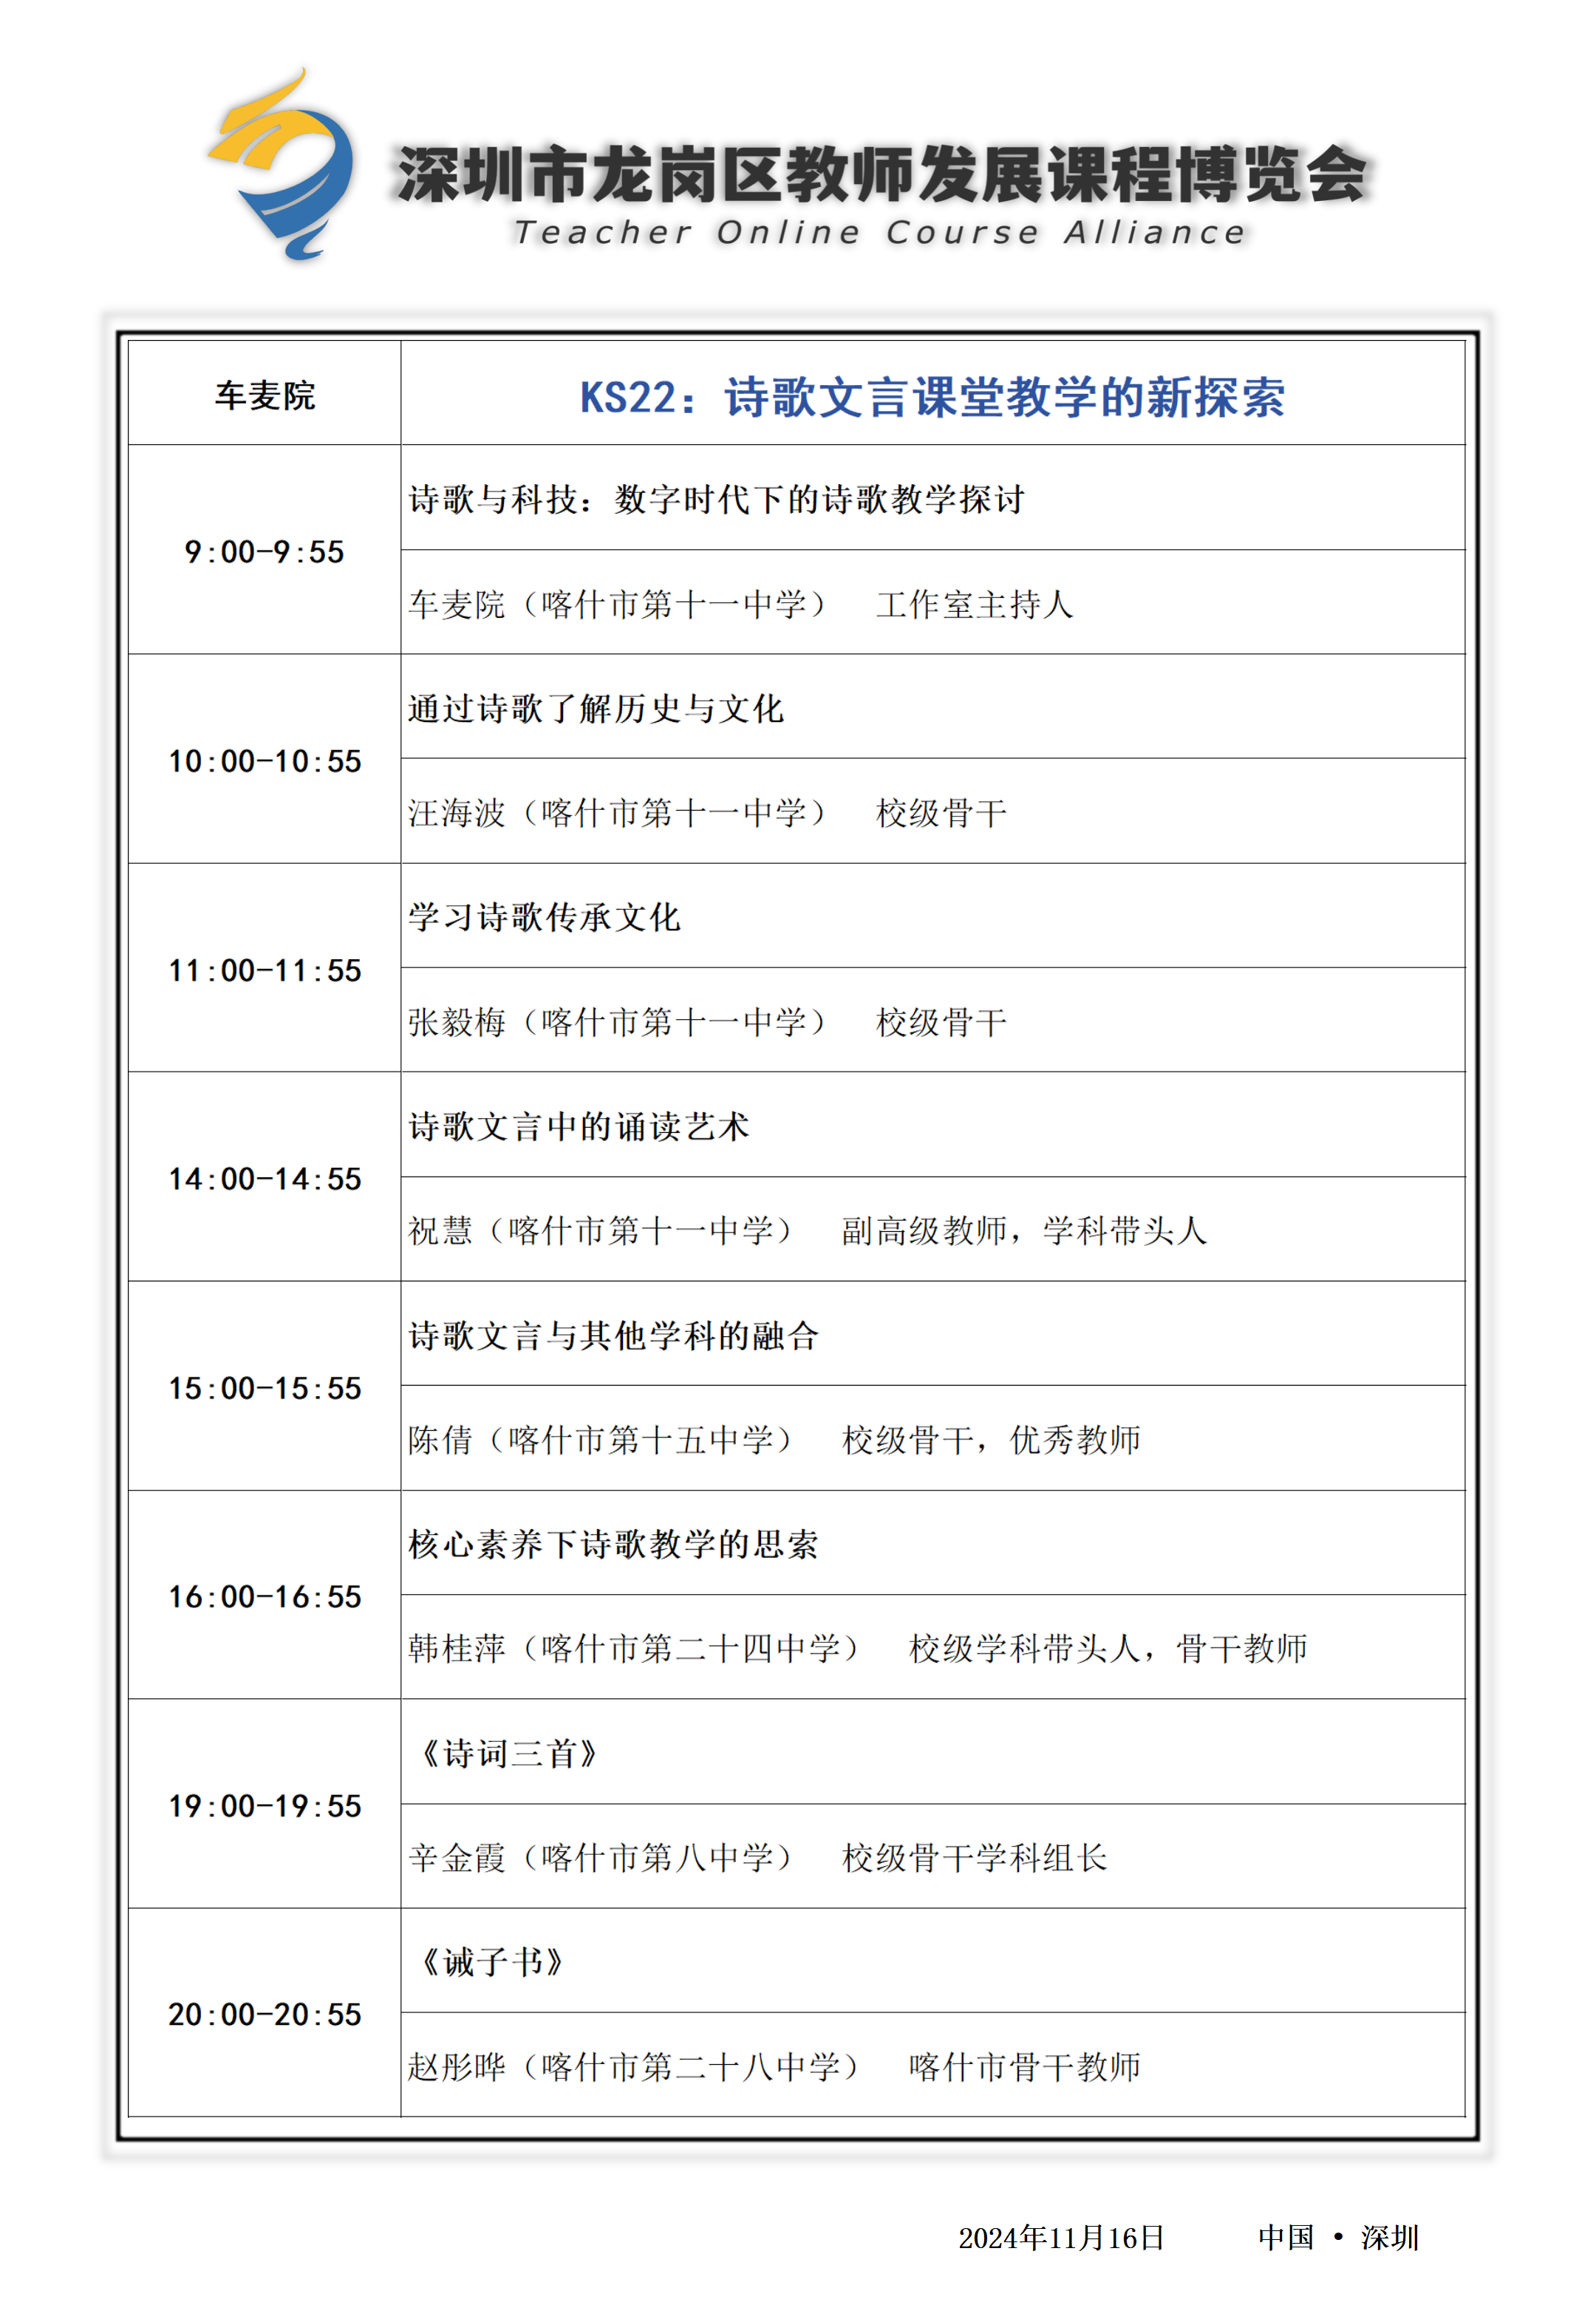 深圳市龙岗区教师发展课程博览会
Teacher Online Course Alliance
车麦院
KS22：诗歌文言课堂教学的新探索
9:00-9:55
诗歌与科技：数字时代下的诗歌教学探讨
车麦院（喀什市第十一中学） 工作室主持人
10:00-10:55
通过诗歌了解历史与文化
汪海波（喀什市第十一中学） 校级骨干
11:00-11:55
学习诗歌传承文化
张毅梅（喀什市第十一中学） 校级骨干
14:00-14:55
诗歌文言中的诵读艺术
祝慧（喀什市第十一中学） 副高级教师，学科带头人
15:00-15:55
诗歌文言与其他学科的融合
陈倩（喀什市第十五中学） 校级骨干，优秀教师
16:00-16:55
核心素养下诗歌教学的思索
韩桂萍（喀什市第二十四中学） 校级学科带头人，骨干教师
19:00-19:55
《诗词三首》
辛金霞（喀什市第八中学） 校级骨干学科组长
20:00-20:55
《诫子书》
赵彤晔（喀什市第二十八中学） 喀什市骨干教师
2024年11月16日 中国 • 深圳